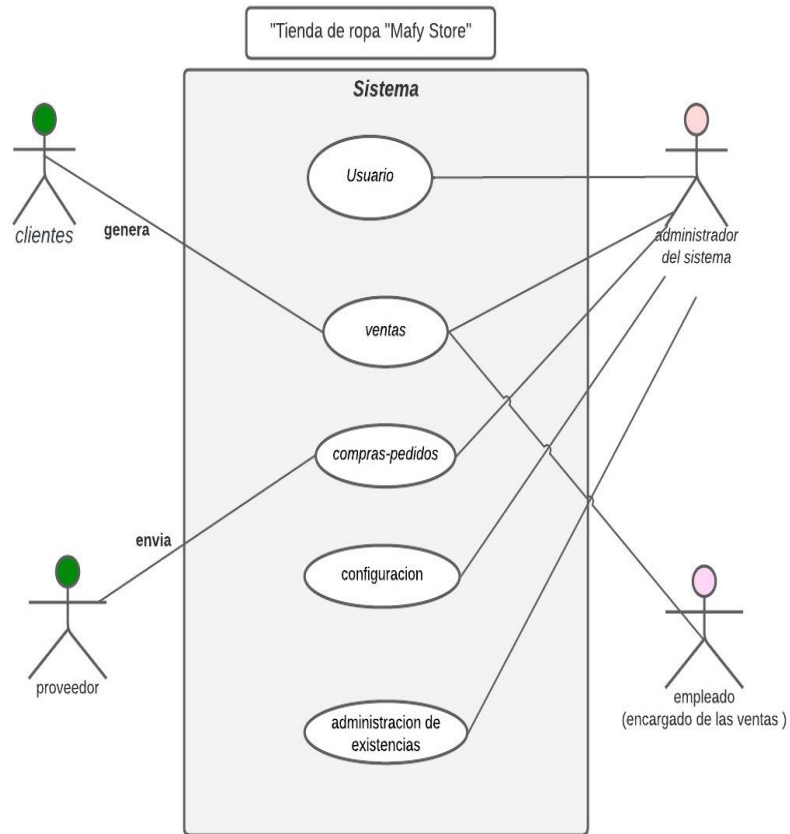 "Tienda de ropa "Mafy Store"
Sistema
Usuario
clientes
genera
administrador
del sistema
ventas
compras-pedidos
envia
configuracion
proveedor
empleado
(encargado de las ventas )
administracion de
existencias